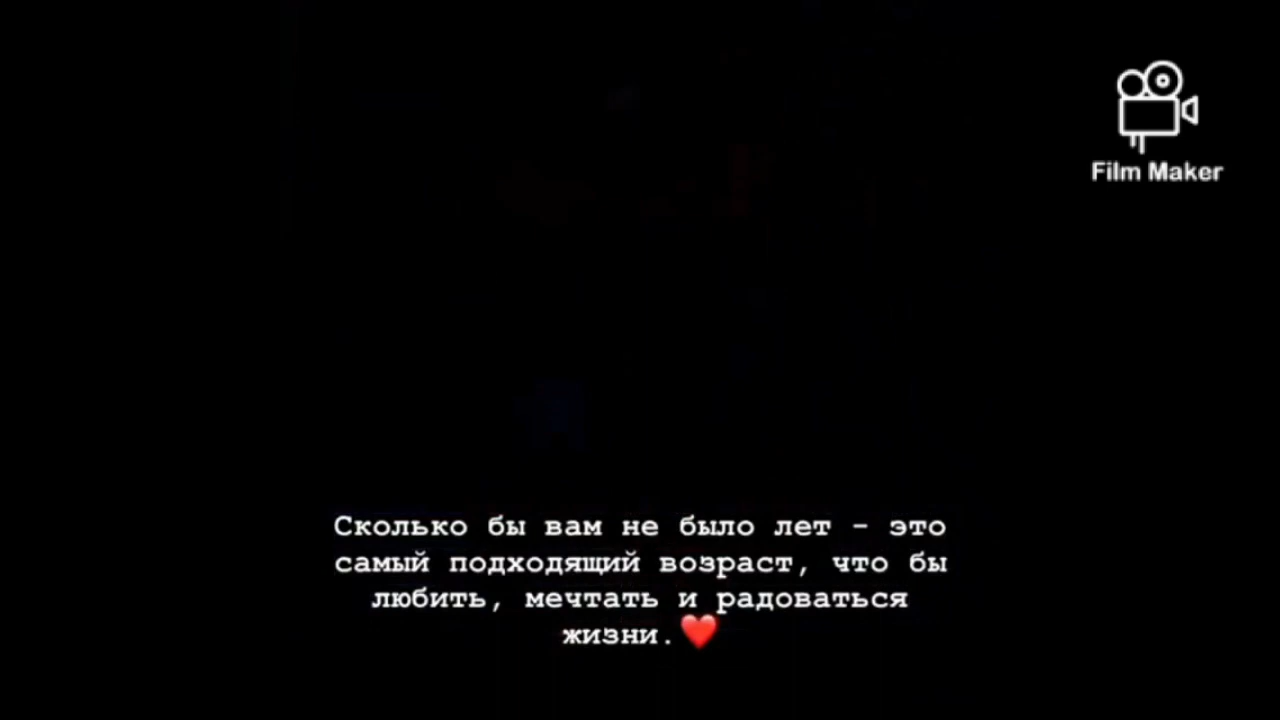 Film Maker
Сколько бы вам не было лет - это
самый подходящий возраст, что бы
любить, мечтать и радоваться
жизни.❤️